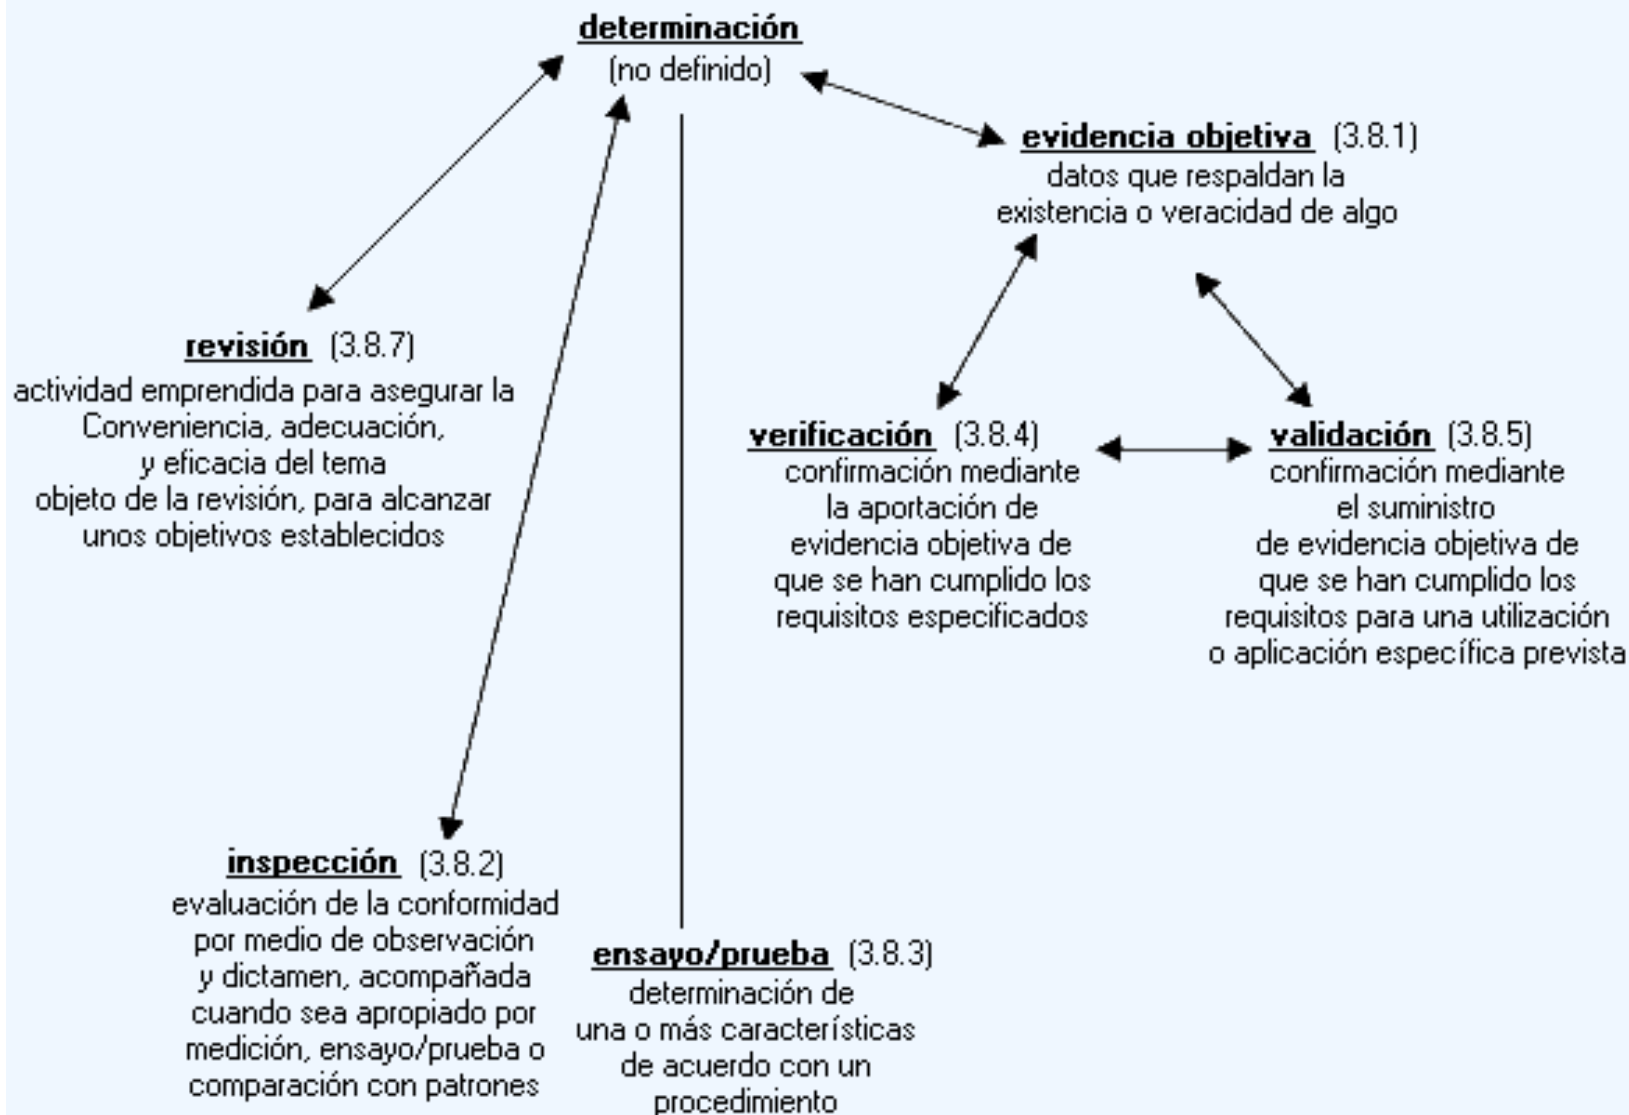 determinación
(no definido)
evidencia objetiva (3.8.1)
datos que respaldan la
existencia o veracidad de algo
revisión (3.8.7)
actividad emprendida para asegurar la
Conveniencia, adecuación,
y eficacia del tema
objeto de la revisión, para alcanzar
unos objetivos establecidos
verificación (3.8.4)
confirmación mediante
la aportación de
evidencia objetiva de
que se han cumplido los
requisitos especificados
validación (3.8.5)
confirmación mediante
el suministro
de evidencia objetiva de
que se han cumplido los
requisitos para una utilización
o aplicación específica prevista
inspección (3.8.2)
evaluación de la conformidad
por medio de observación
y dictamen, acompañada
cuando sea apropiado por
medición, ensayo/prueba o
comparación con patrones
ensayo/prueba (3.8.3)
determinación de
una o más características
de acuerdo con un
procedimiento